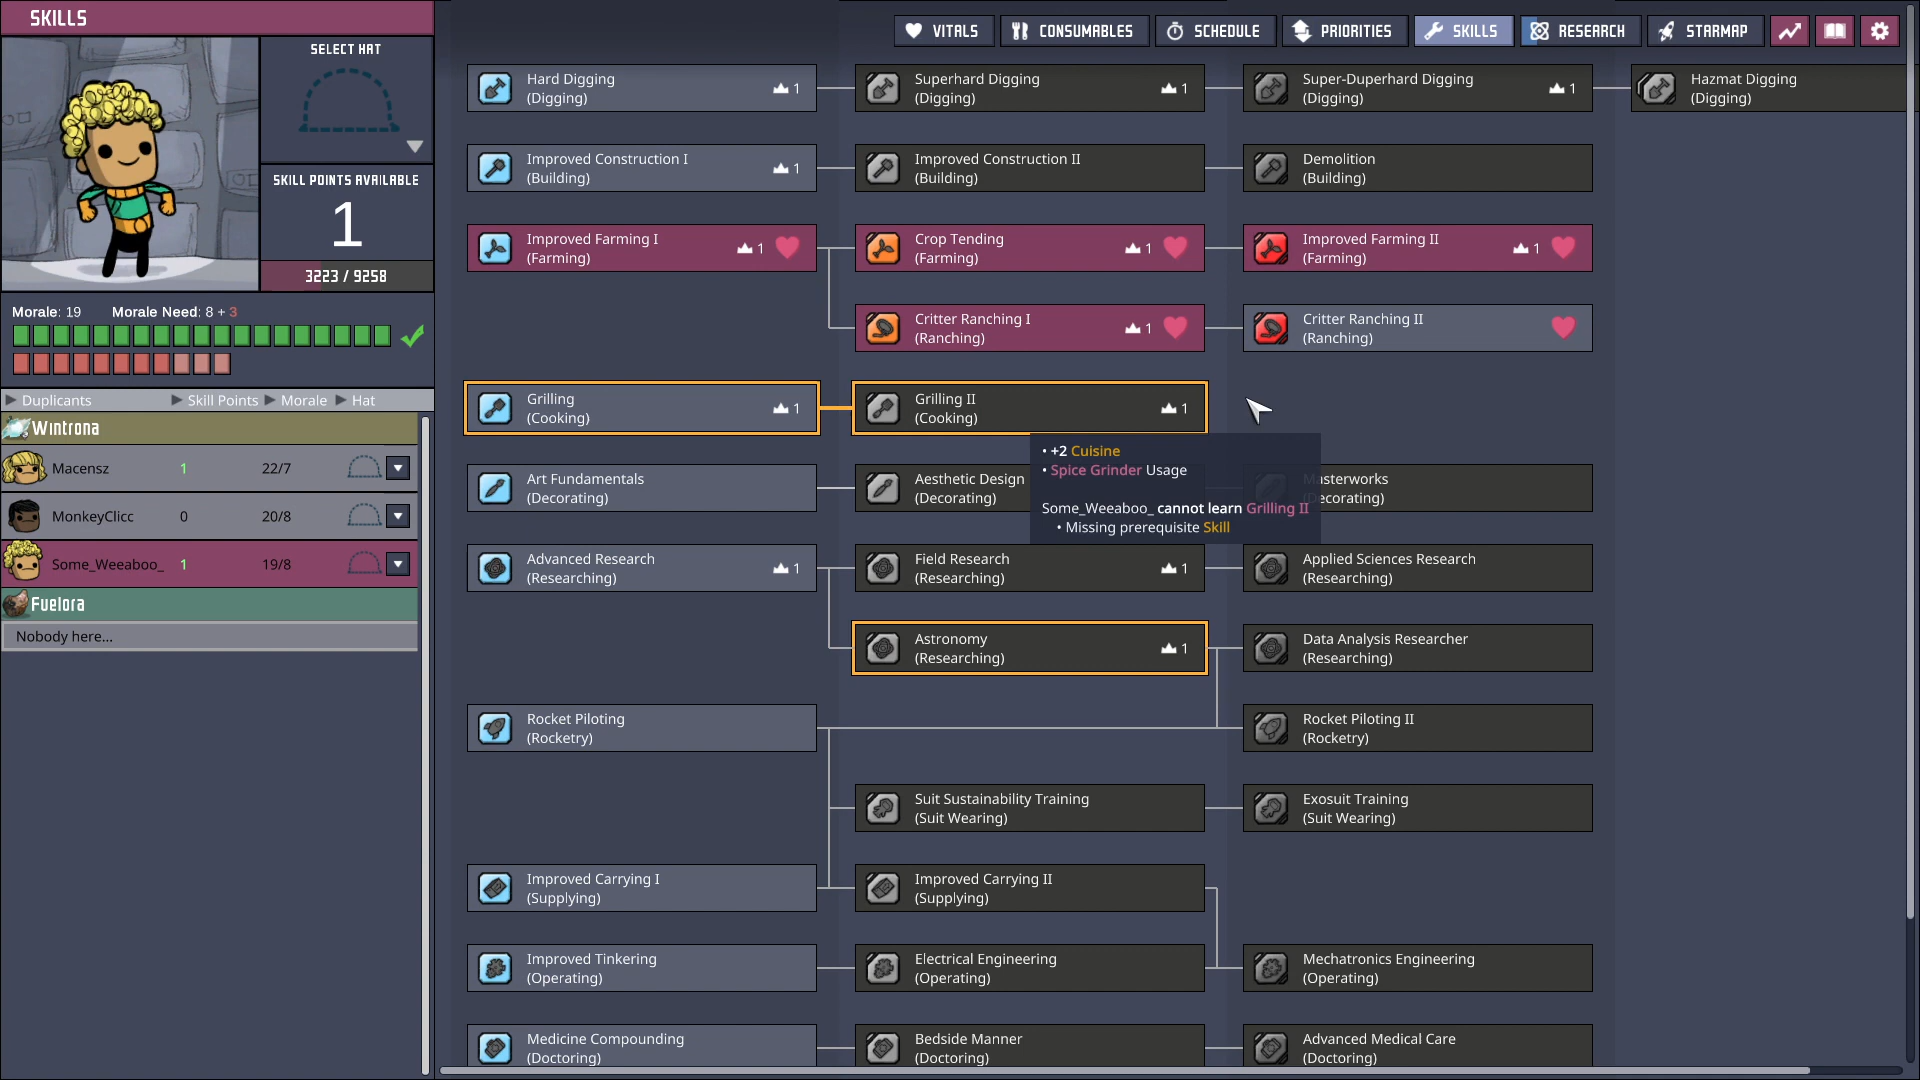 SKILLS
SELECT HAT
SKILL POINTS AVAILABLE
1
3223 / 9258
Morale: 19 Morale Need: 8 + 3
Duplicants Skill Points Morale Hat
Wintrona
Macensz 1 22/7
MonkeyClicc 0 20/8
Some_Weeaboo_ 1 19/8
Fuelora
Nobody here...
VITALS CONSUMABLES SCHEDULE PRIORITIES SKILLS RESEARCH STARMAP
Hard Digging
(Digging)
1
Superhard Digging
(Digging)
1
Super-Duperhard Digging
(Digging)
1
Hazmat Digging
(Digging)
Improved Construction I
(Building)
1
Improved Construction II
(Building)
Demolition
(Building)
Improved Farming I
(Farming)
1
Crop Tending
(Farming)
1
Improved Farming II
(Farming)
1
Critter Ranching I
(Ranching)
1
Critter Ranching II
(Ranching)
Grilling
(Cooking)
1
Grilling II
(Cooking)
1
• +2 Cuisine
• Spice Grinder Usage
Some_Weeaboo_ cannot learn Grilling II
• Missing prerequisite Skill
Art Fundamentals
(Decorating)
Aesthetic Design
(Decorating)
Masterworks
(Decorating)
Advanced Research
(Researching)
1
Field Research
(Researching)
1
Applied Sciences Research
(Researching)
Astronomy
(Researching)
1
Data Analysis Researcher
(Researching)
Rocket Piloting
(Rocketry)
Rocket Piloting II
(Rocketry)
Suit Sustainability Training
(Suit Wearing)
Exosuit Training
(Suit Wearing)
Improved Carrying I
(Supplying)
Improved Carrying II
(Supplying)
Improved Tinkering
(Operating)
Electrical Engineering
(Operating)
Mechatronics Engineering
(Operating)
Medicine Compounding
(Doctoring)
Bedside Manner
(Doctoring)
Advanced Medical Care
(Doctoring)